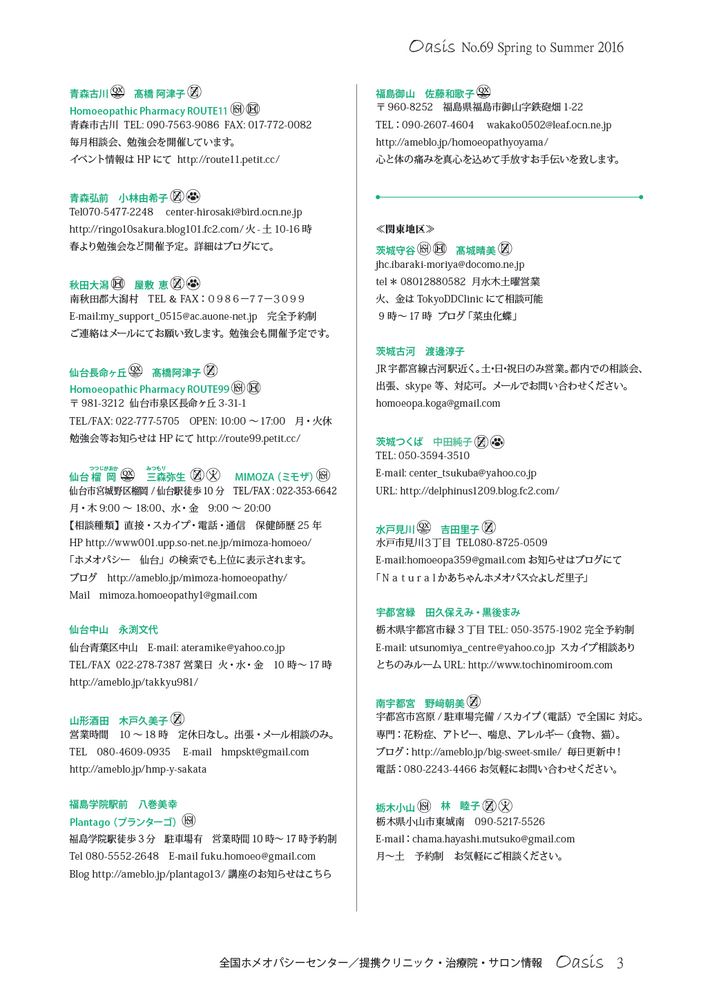 Oasis No.69 Spring to Summer 2016
青森古川　髙橋 阿津子
Homoeopathic Pharmacy ROUTE11
青森市古川 TEL: 090-7563-9086 FAX: 017-772-0082
毎月相談会、勉強会を開催しています。
イベント情報は HP にて http://route11.petit.cc/
青森弘前　小林由希子
Tel070-5477-2248　center-hirosaki@bird.ocn.ne.jp
http://ringo10sakura.blog101.fc2.com/ 火 - 土 10-16 時
春より勉強会など開催予定。詳細はブログにて。
秋田大潟　屋敷 恵
南秋田郡大潟村　TEL & FAX：０９８６－７７－３０９９
E-mail:my_support_0515@ac.auone-net.jp　完全予約制
ご連絡はメールにてお願い致します。勉強会も開催予定です。
仙台長命ヶ丘　髙橋阿津子
Homoeopathic Pharmacy ROUTE99
〒 981-3212 仙台市泉区長命ヶ丘 3-31-1
TEL/FAX: 022-777-5705　OPEN: 10:00 ～ 17:00　月・火休
勉強会等お知らせは HP にて http://route99.petit.cc/
つつじがおか　みつもり
仙台 榴 岡　三森弥生　MIMOZA（ミモザ）
仙台市宮城野区榴岡 / 仙台駅徒歩 10 分　TEL/FAX : 022-353-6642
月・木 9:00 ～ 18:00、水・金　9:00 ～ 20:00
【相談種類】直接・スカイプ・電話・通信　保健師歴 25 年
HP http://www001.upp.so-net.ne.jp/mimoza-homoeo/
「ホメオパシー　仙台」の検索でも上位に表示されます。
ブログ　http://ameblo.jp/mimoza-homoeopathy/
Mail　mimoza.homoeopathy1@gmail.com
仙台中山　永渕文代
仙台青葉区中山　E-mail: ateramike@yahoo.co.jp
TEL/FAX 022-278-7387 営業日 火・水・金　10 時～ 17 時
http://ameblo.jp/takkyu981/
山形酒田　木戸久美子
営業時間　10 ～ 18 時　定休日なし。出張・メール相談のみ。
TEL　080-4609-0935　E-mail　hmpskt@gmail.com
http://ameblo.jp/hmp-y-sakata
福島学院駅前　八巻美幸
Plantago（プランターゴ）
福島学院駅徒歩 3 分　駐車場有　営業時間 10 時～ 17 時予約制
Tel 080-5552-2648　E-mail fuku.homoeo@gmail.com
Blog http://ameblo.jp/plantago13/ 講座のお知らせはこちら
福島御山　佐藤和歌子
〒 960-8252　福島県福島市御山字鉄砲畑 1-22
TEL：090-2607-4604　wakako0502@leaf.ocn.ne.jp
http://ameblo.jp/homoeopathyoyama/
心と体の痛みを真心を込めて手放すお手伝いを致します。
≪関東地区≫
茨城守谷　髙城晴美
jhc.ibaraki-moriya@docomo.ne.jp
tel＊ 08012880582 月水木土曜営業
火、金は TokyoDDClinic にて相談可能
9 時～ 17 時 ブログ「菜虫化蝶」
茨城古河　渡邊淳子
JR 宇都宮線古河駅近く。土・日・祝日のみ営業。都内での相談会、
出張、skype 等、対応可。メールでお問い合わせください。
homoeopa.koga@gmail.com
茨城つくば　中田純子
TEL: 050-3594-3510
E-mail: center_tsukuba@yahoo.co.jp
URL: http://delphinus1209.blog.fc2.com/
水戸見川　吉田里子
水戸市見川３丁目 TEL080-8725-0509
E-mail:homoeopa359@gmail.com お知らせはブログにて
「Ｎａｔｕｒａｌかあちゃんホメオパス☆よしだ里子」
宇都宮緑　田久保えみ・黒後まみ
栃木県宇都宮市緑 3 丁目 TEL: 050-3575-1902 完全予約制
E-mail: utsunomiya_centre@yahoo.co.jp スカイプ相談あり
とちのみルーム URL: http://www.tochinomiroom.com
南宇都宮　野﨑朝美
宇都宮市宮原 / 駐車場完備 / スカイプ（電話）で全国に 対応。
専門：花粉症、アトピー、喘息、アレルギー（食物、猫）。
ブログ：http://ameblo.jp/big-sweet-smile/ 毎日更新中！
電話：080-2243-4466 お気軽にお問い合わせください。
栃木小山　林　睦子
栃木県小山市東城南　090-5217-5526
E-mail：chama.hayashi.mutsuko@gmail.com
月～土　予約制　お気軽にご相談ください。
全国ホメオパシーセンター／提携クリニック・治療院・サロン情報　Oasis 3